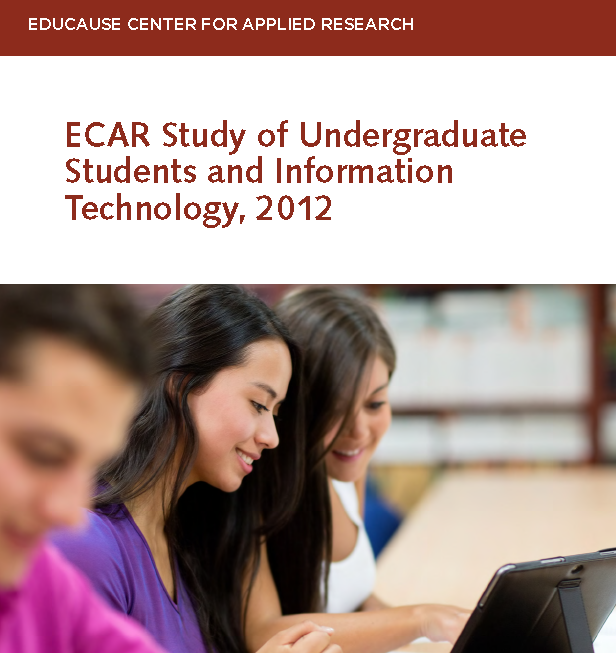 EDUCAUSE CENTER FOR APPLIED RESEARCH
ECAR Study of Undergraduate
Students and Information
Technology, 2012